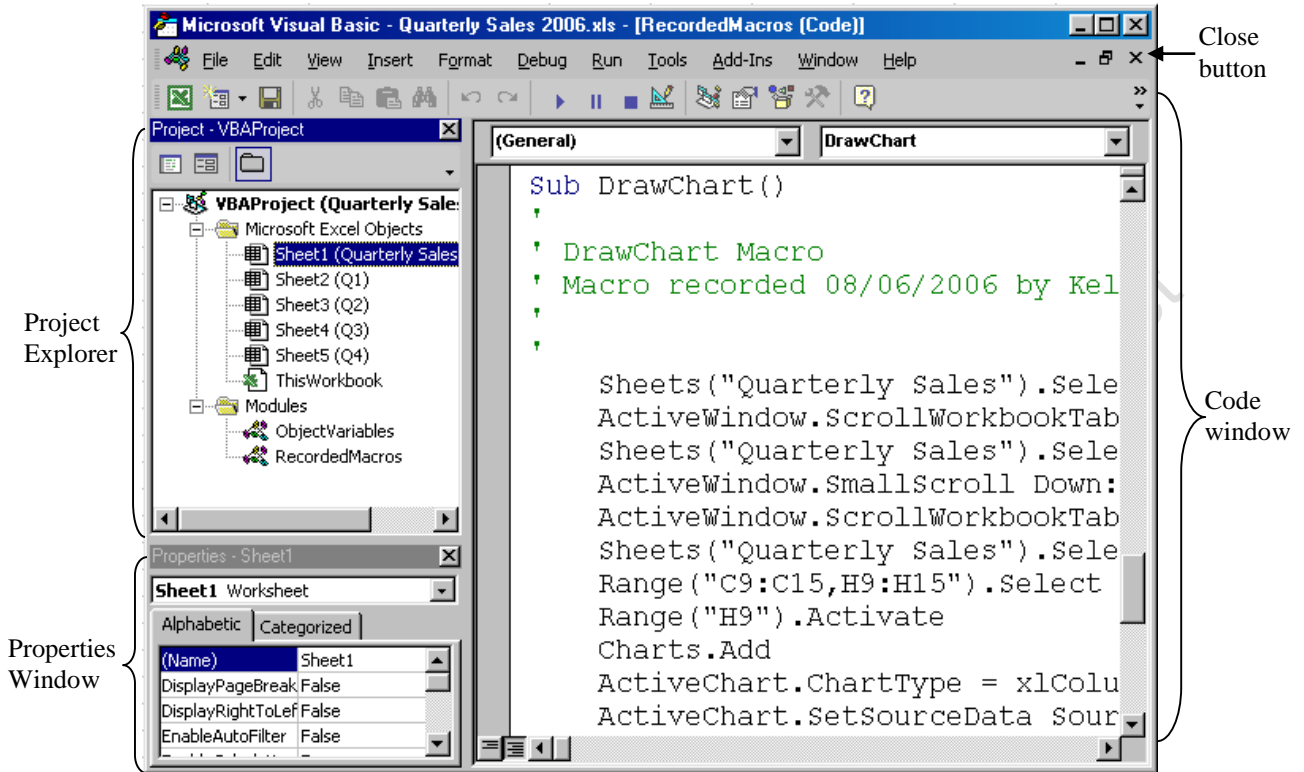 Microsoft Visual Basic - Quarterly Sales 2006.xls - [RecordedMacros (Code)]
Close
button
File Edit View Insert Format Debug Run Tools Add-Ins Window Help
Project - VBAProject
(General)
DrawChart
VBAProject (Quarterly Sale
Microsoft Excel Objects
Sheet1 (Quarterly Sales
Sheet2 (Q1)
Sheet3 (Q2)
Sheet4 (Q3)
Sheet5 (Q4)
ThisWorkbook
Modules
ObjectVariables
RecordedMacros
Project
Explorer
Properties - Sheet1
Sheet1 Worksheet
Alphabetic Categorized
(Name) Sheet1
DisplayPageBreak False
DisplayRightToLef False
EnableAutoFilter False
Properties
Window
Sub DrawChart()
'
' DrawChart Macro
' Macro recorded 08/06/2006 by Kel
'
'
Sheets("Quarterly Sales").Sele
ActiveWindow.ScrollWorkbookTab
Sheets("Quarterly Sales").Sele
ActiveWindow.SmallScroll Down:
ActiveWindow.ScrollWorkbookTab
Sheets("Quarterly Sales").Sele
Range("C9:C15,H9:H15").Select
Range("H9").Activate
Charts.Add
ActiveChart.ChartType = xlColu
ActiveChart.SetSourceData Sour
Code
window